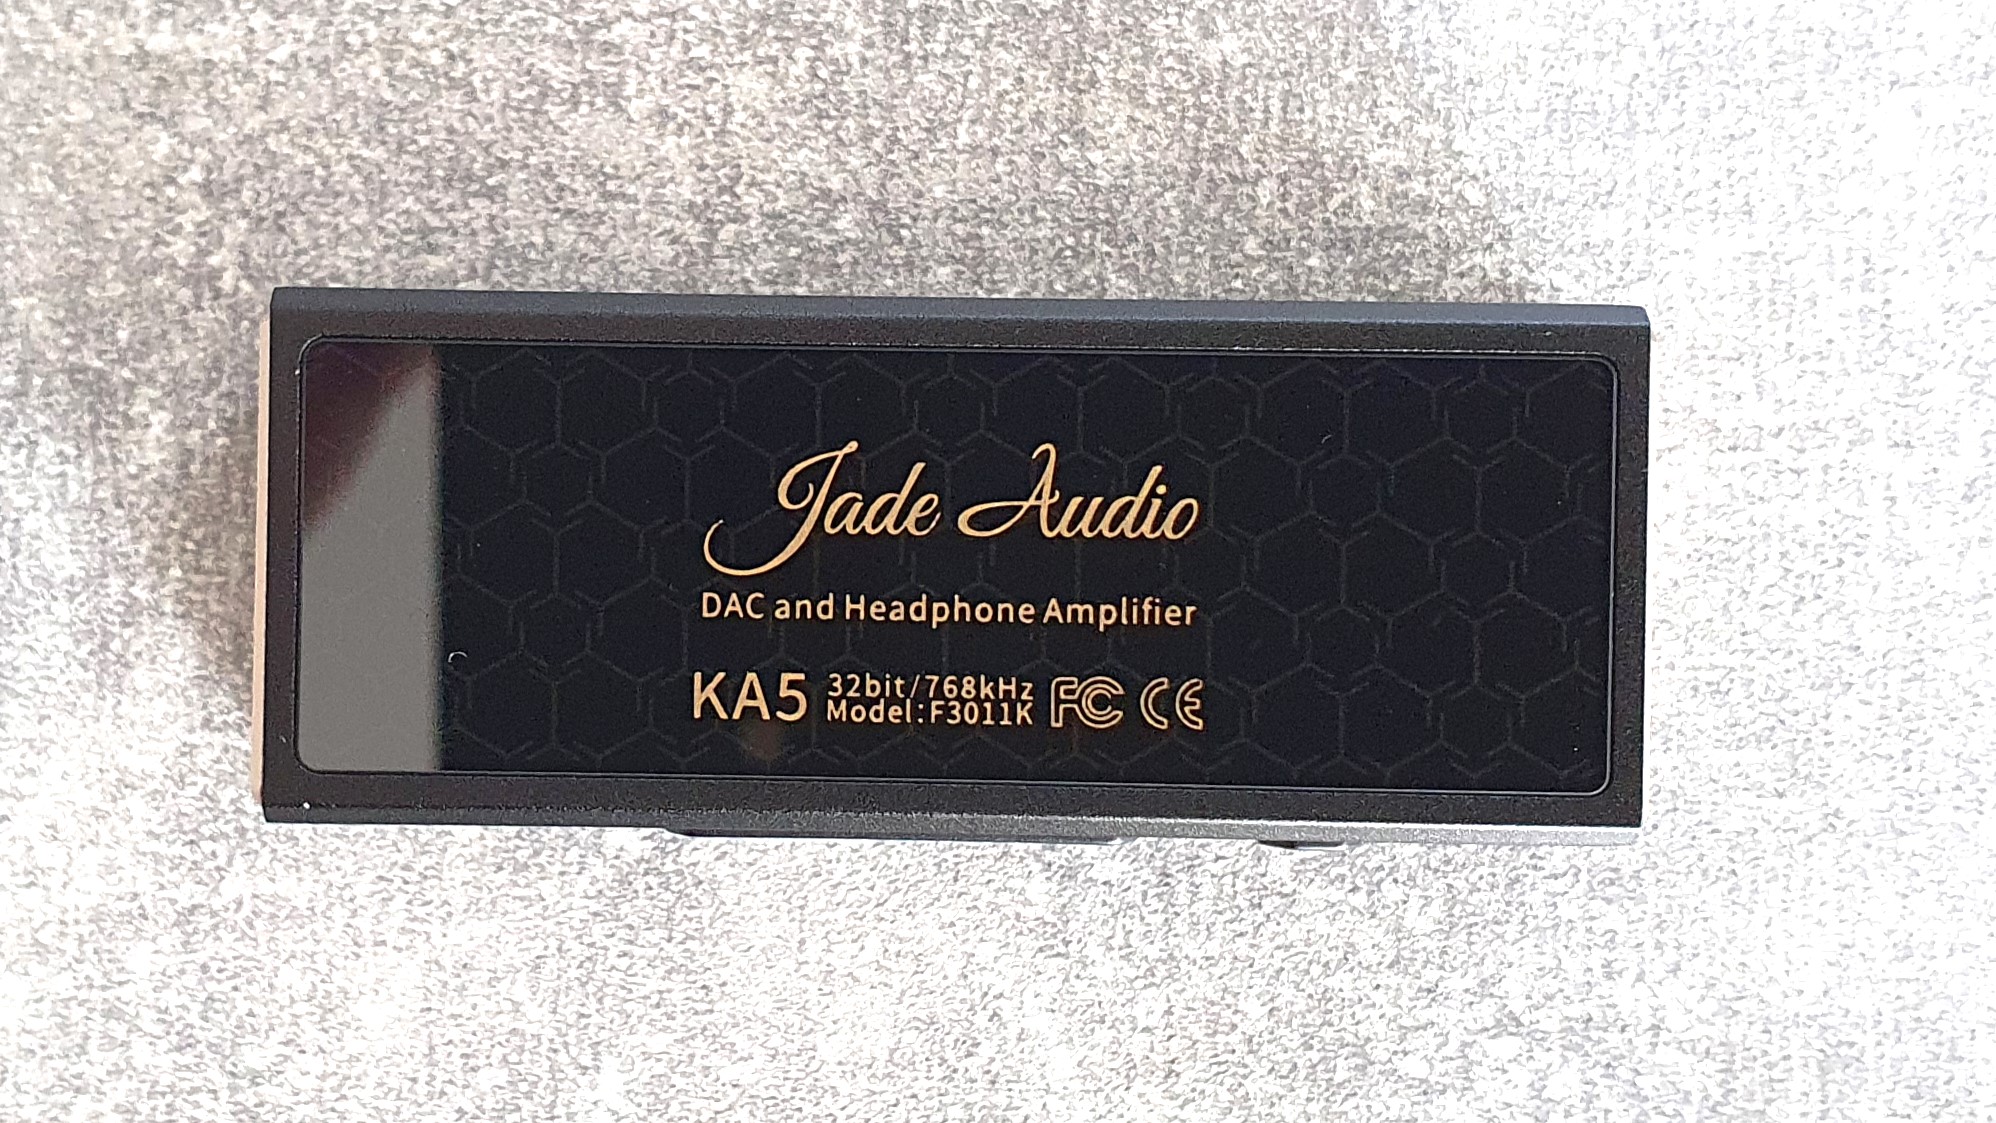 Jade Audio
DAC and Headphone Amplifier
KA5 32bit/768kHz FC CE
Model:F3011K